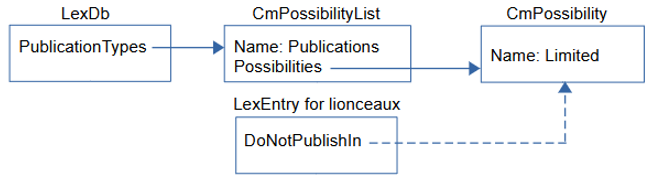 LexDb
CmPossibilityList
CmPossibility
PublicationTypes
Name: Publications
Possibilities
Name: Limited
LexEntry for lionceaux
DoNotPublishIn